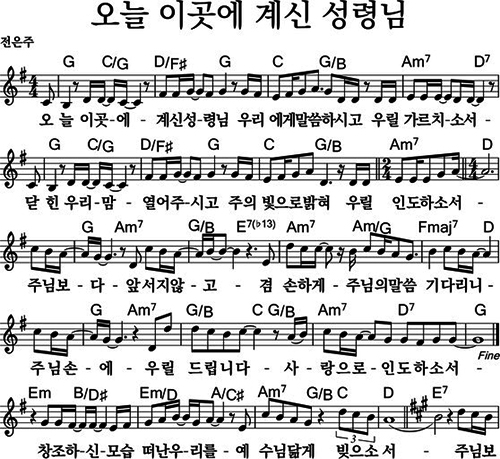 오늘 이곳에 계신 성령님
전은주
G C/G D/F# G C G/B Am7 D7
오 늘 이곳-에- 계신성-령님 우리 에게말씀하시고 우릴 가르치-소서-
G C/G D/F# G C G/B Am7 D
닫 힌 우리-맘- 열어주-시고 주의 빛으로밝혀 우릴 인도하소서-
G Am7 G/B E7(b13) Am7 Am/G Fmaj7 D
주님보-다- 앞서지않-고- 겸 손하게- 주님의말씀 기다리니-
G Am7 G/B C G/B Am7 D G
주님손-에- 우릴 드립니다- 사 랑으로-인도하소서-
Fine
Em B/D# Em/D A/C# Am7 G/B C D E7
창조하-신-모습 떠난우-리를-예 수님닮게 빚으소 서- 주님보
3